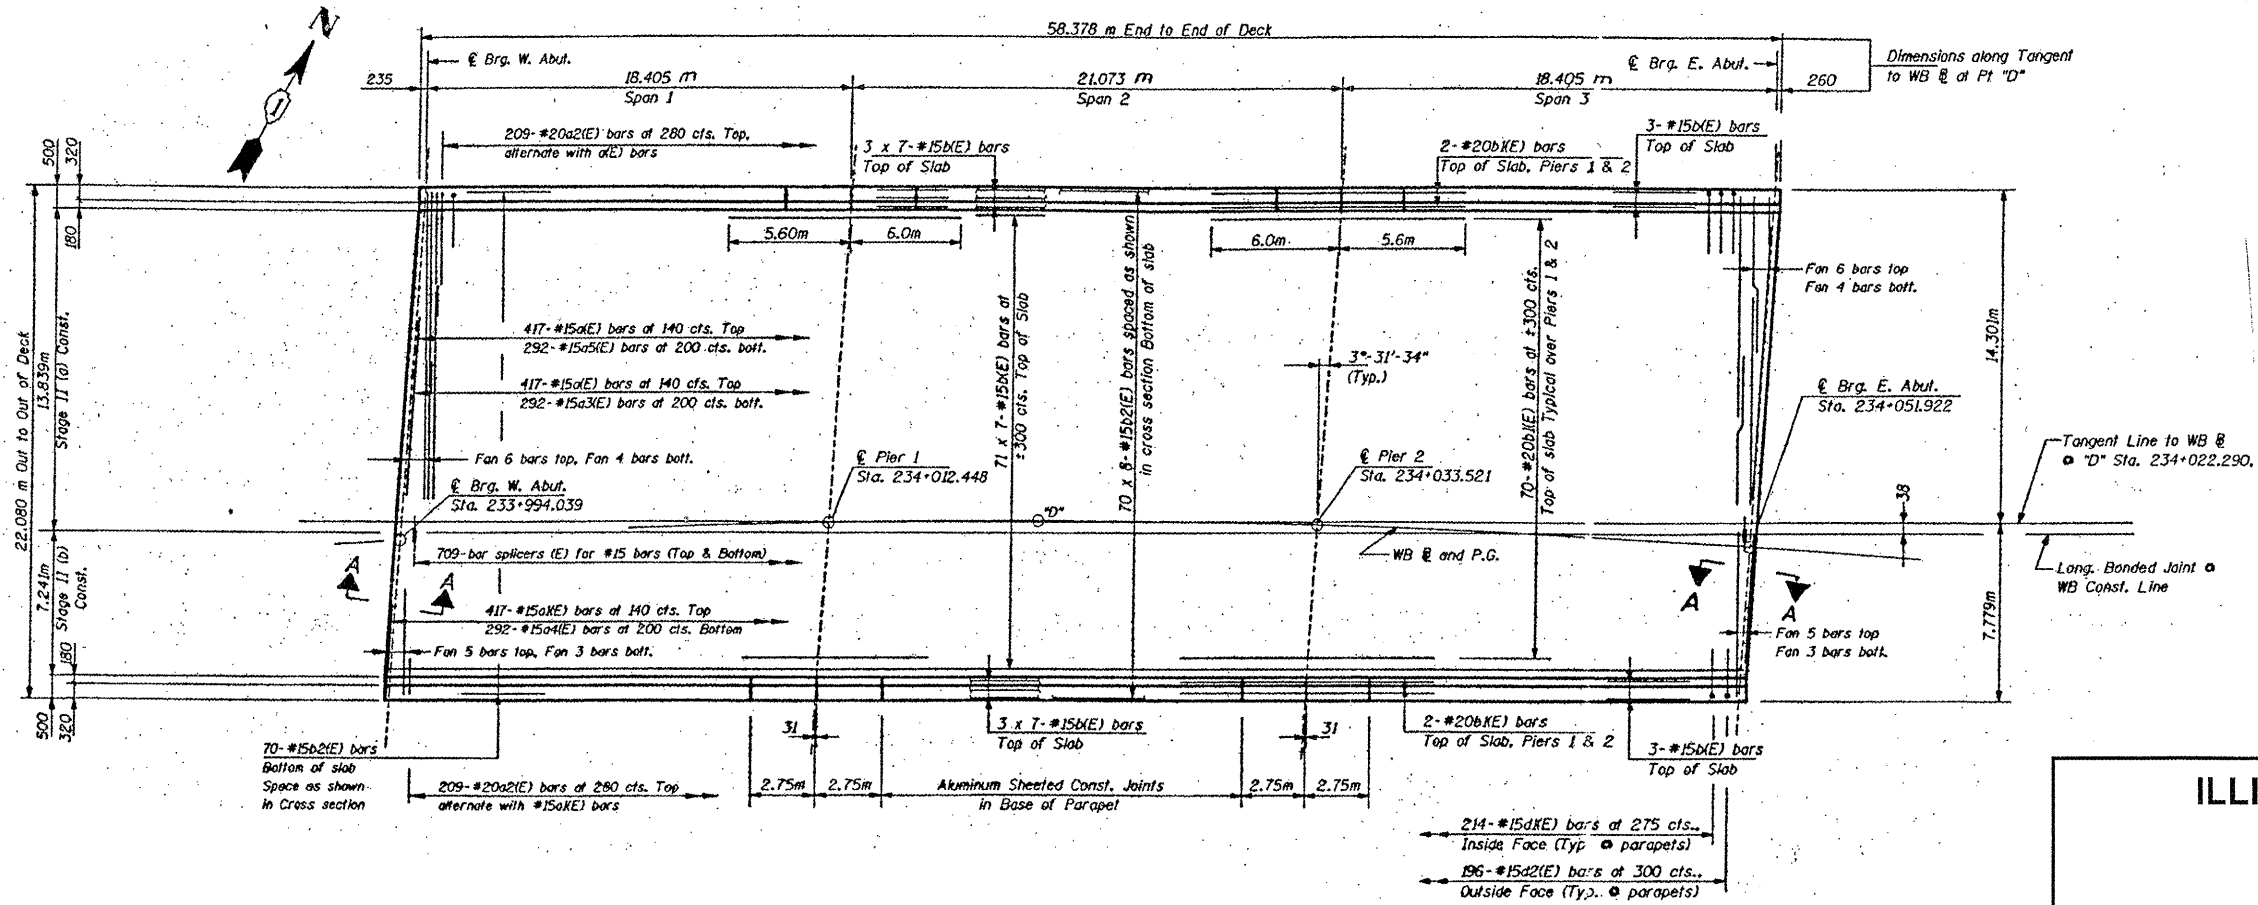 N
1
58.378 m End to End of Deck
℄ Brg. W. Abut.
℄ Brg. E. Abut.
Dimensions along Tangent
to WB ℄ at Pt "D"
235
18.405 m
Span 1
21.073 m
Span 2
18.405 m
Span 3
260
209-#20a2(E) bars at 280 cts. Top,
alternate with a(E) bars
3 x 7-#15b(E) bars
Top of Slab
2-#20b1(E) bars
Top of Slab, Piers 1 & 2
3-#15b(E) bars
Top of Slab
500
320
180
5.60m
6.0m
6.0m
5.6m
Fan 6 bars top
Fan 4 bars bott.
22.080 m Out to Out of Deck
13.839m
Stage II (a) Const.
417-#15a(E) bars at 140 cts. Top
292-#15a5(E) bars at 200 cts. bott.
417-#15a(E) bars at 140 cts. Top
292-#15a3(E) bars at 200 cts. bott.
71 x 7-#15b(E) bars at
±300 cts. Top of Slab
70 x 8-#15b2(E) bars spaced as shown
in cross section Bottom of slab
3°-31'-34"
(Typ.)
70-#20b1(E) bars at ±300 cts.
Top of slab Typical over Piers 1 & 2
14.301m
℄ Brg. E. Abut.
Sta. 234+051.922
Fan 6 bars top, Fan 4 bars bott.
℄ Brg. W. Abut.
Sta. 233+994.039
℄ Pier 1
Sta. 234+012.448
℄ Pier 2
Sta. 234+033.521
Tangent Line to WB ℄
@ "D" Sta. 234+022.290.
38
"D"
709-bar splicers (E) for #15 bars (Top & Bottom)
WB ℄ and P.G.
Long. Bonded Joint @
WB Const. Line
7.241m
Stage II (b)
Const.
A
A
A
A
417-#15a1(E) bars at 140 cts. Top
292-#15a4(E) bars at 200 cts. Bottom
Fan 5 bars top, Fan 3 bars bott.
Fan 5 bars top
Fan 3 bars bott.
7.779m
180
500
320
70-#15b2(E) bars
Bottom of slab
Space as shown
in Cross section
31
3 x 7-#15b(E) bars
Top of Slab
31
2-#20b1(E) bars
Top of Slab, Piers 1 & 2
3-#15b(E) bars
Top of Slab
209-#20a2(E) bars at 280 cts. Top
alternate with #15a1(E) bars
2.75m
2.75m
Aluminum Sheeted Const. Joints
in Base of Parapet
2.75m
2.75m
214-#15d1(E) bars at 275 cts.,
Inside Face (Typ. @ parapets)
196-#15d2(E) bars at 300 cts.,
Outside Face (Typ. @ parapets)
ILLI